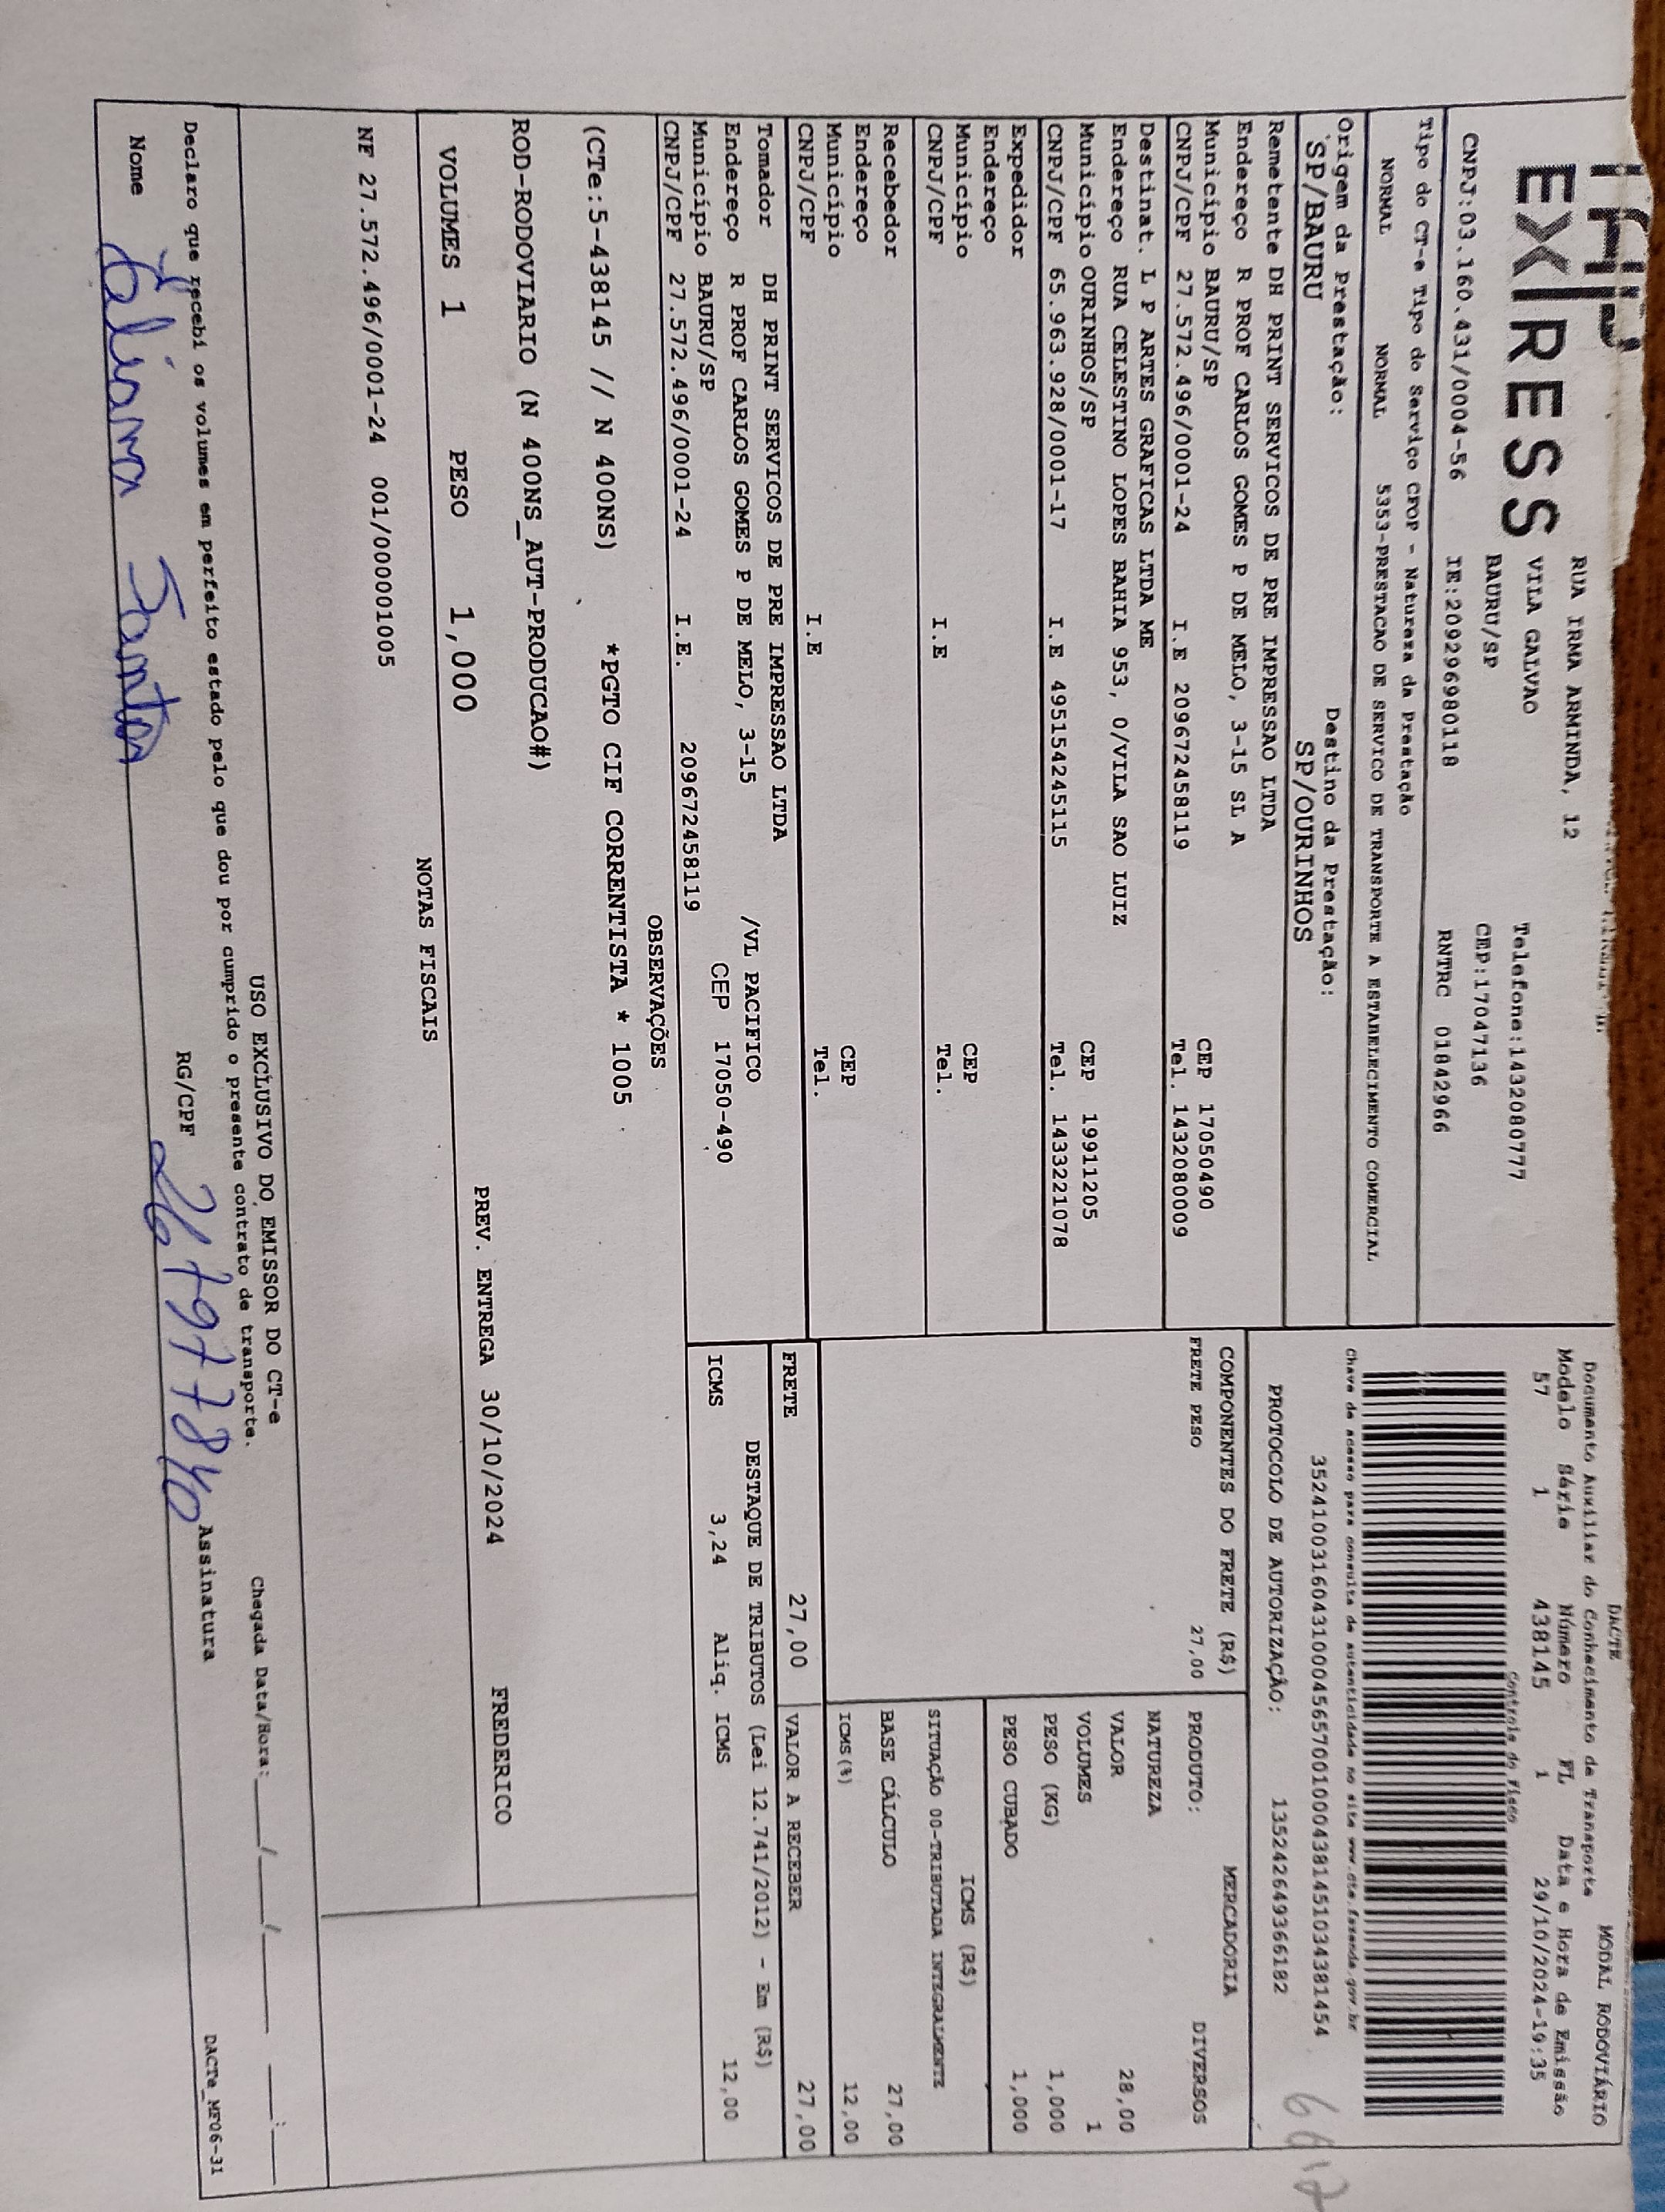 EXPRESS
RUA IRMA ARMINDA, 12
VILA GALVAO Telefone:1432080777
BAURU/SP CEP:17047136
CNPJ:03.160.431/0004-56 IE:209296980118 RNTRC 01842966
DACTE MODAL RODOVIÁRIO
Documento Auxiliar do Conhecimento de Transporte
Modelo Série Número FL Data e Hora de Emissão
57 1 438145 1 29/10/2024-19:35
Controle do Fisco
Chave de acesso para consulta de autenticidade no site www.cte.fazenda.gov.br
35241003160431000456570010004381451034381454
PROTOCOLO DE AUTORIZAÇÃO: 135242649366182
Tipo do CT-e Tipo do Serviço CFOP - Natureza da Prestação
NORMAL NORMAL 5353-PRESTACAO DE SERVICO DE TRANSPORTE A ESTABELECIMENTO COMERCIAL
Origem da Prestação: Destino da Prestação:
SP/BAURU SP/OURINHOS
Remetente DH PRINT SERVICOS DE PRE IMPRESSAO LTDA
Endereço R PROF CARLOS GOMES P DE MELO, 3-15 SL A
Município BAURU/SP CEP 17050490
CNPJ/CPF 27.572.496/0001-24 I.E 209672458119 Tel. 1432080009
Destinat. L P ARTES GRAFICAS LTDA ME
Endereço RUA CELESTINO LOPES BAHIA 953, 0/VILA SAO LUIZ
Município OURINHOS/SP CEP 19911205
CNPJ/CPF 65.963.928/0001-17 I.E 495154245115 Tel. 1433221078
Expedidor
Endereço
Município CEP
CNPJ/CPF I.E Tel.
Recebedor
Endereço
Município CEP
CNPJ/CPF I.E Tel.
Tomador DH PRINT SERVICOS DE PRE IMPRESSAO LTDA
Endereço R PROF CARLOS GOMES P DE MELO, 3-15 /VL PACIFICO
Município BAURU/SP CEP 17050-490
CNPJ/CPF 27.572.496/0001-24 I.E. 209672458119
COMPONENTES DO FRETE (R$)
FRETE PESO 27,00
MERCADORIA
PRODUTO: DIVERSOS
NATUREZA
VALOR 28,00
VOLUMES 1
PESO (KG) 1,000
PESO CUBADO 1,000
ICMS (R$)
SITUAÇÃO 00-TRIBUTADA INTEGRALMENTE
BASE CÁLCULO 27,00
ICMS(%) 12,00
FRETE 27,00 VALOR A RECEBER 27,00
DESTAQUE DE TRIBUTOS (Lei 12.741/2012) - Em (R$)
ICMS 3,24 Aliq. ICMS 12,00
OBSERVAÇÕES
(CTe:5-438145 // N 400NS) *PGTO CIF CORRENTISTA * 1005
ROD-RODOVIARIO (N 400NS_AUT-PRODUCAO#)
VOLUMES 1 PESO 1,000 PREV. ENTREGA 30/10/2024 FREDERICO
NOTAS FISCAIS
NF 27.572.496/0001-24 001/000001005
USO EXCLUSIVO DO EMISSOR DO CT-e
Declaro que recebi os volumes em perfeito estado pelo que dou por cumprido o presente contrato de transporte. Chegada Data/Hora:____/____/______ ____:____
Nome Eliana Santos RG/CPF Assinatura
DACTe_MF06-31